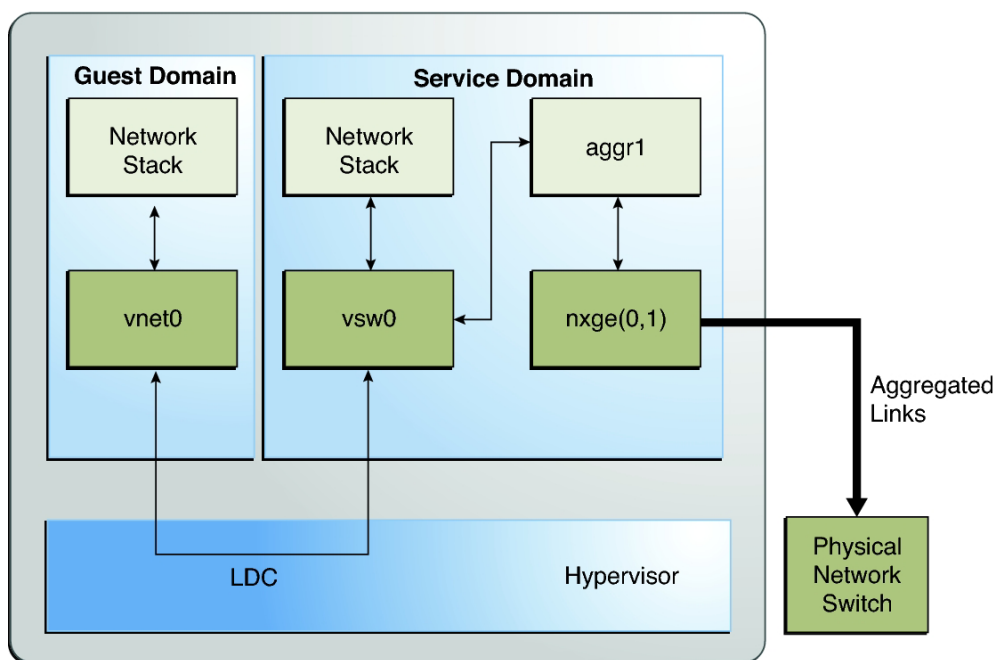 Guest Domain
Service Domain
Network
Stack
Network
Stack
aggr1
vnet0
vsw0
nxge(0,1)
Aggregated
Links
LDC
Hypervisor
Physical
Network
Switch